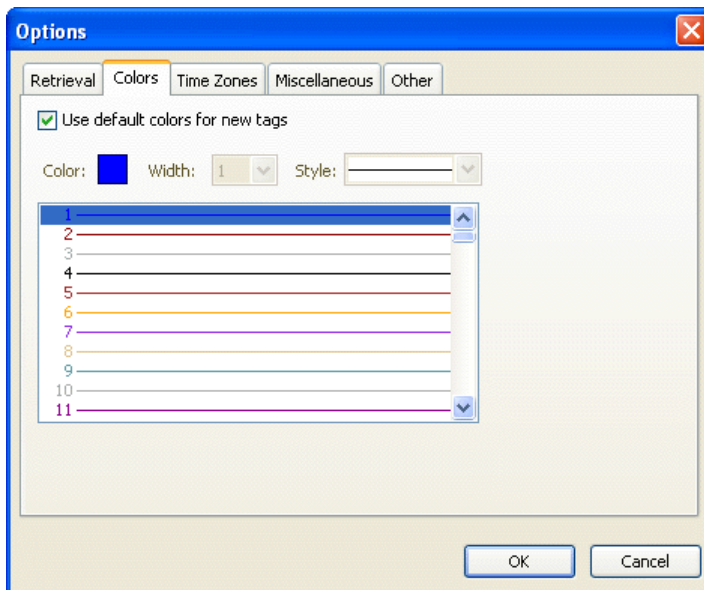 Options
Retrieval Colors Time Zones Miscellaneous Other
Use default colors for new tags
Color: Width: 1 Style:
1
2
3
4
5
6
7
8
9
10
11
OK Cancel